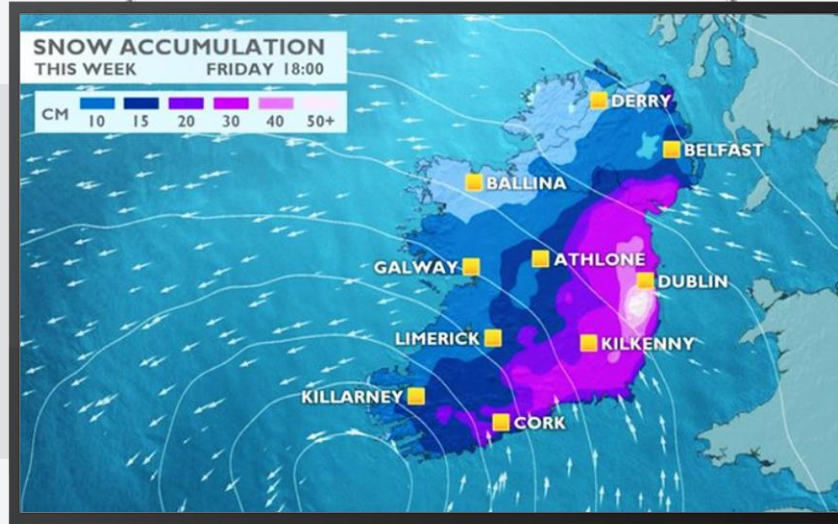 SNOW ACCUMULATION
THIS WEEK FRIDAY 18:00
CM 10 15 20 30 40 50+
DERRY
BELFAST
BALLINA
ATHLONE
GALWAY
DUBLIN
LIMERICK
KILKENNY
KILLARNEY
CORK